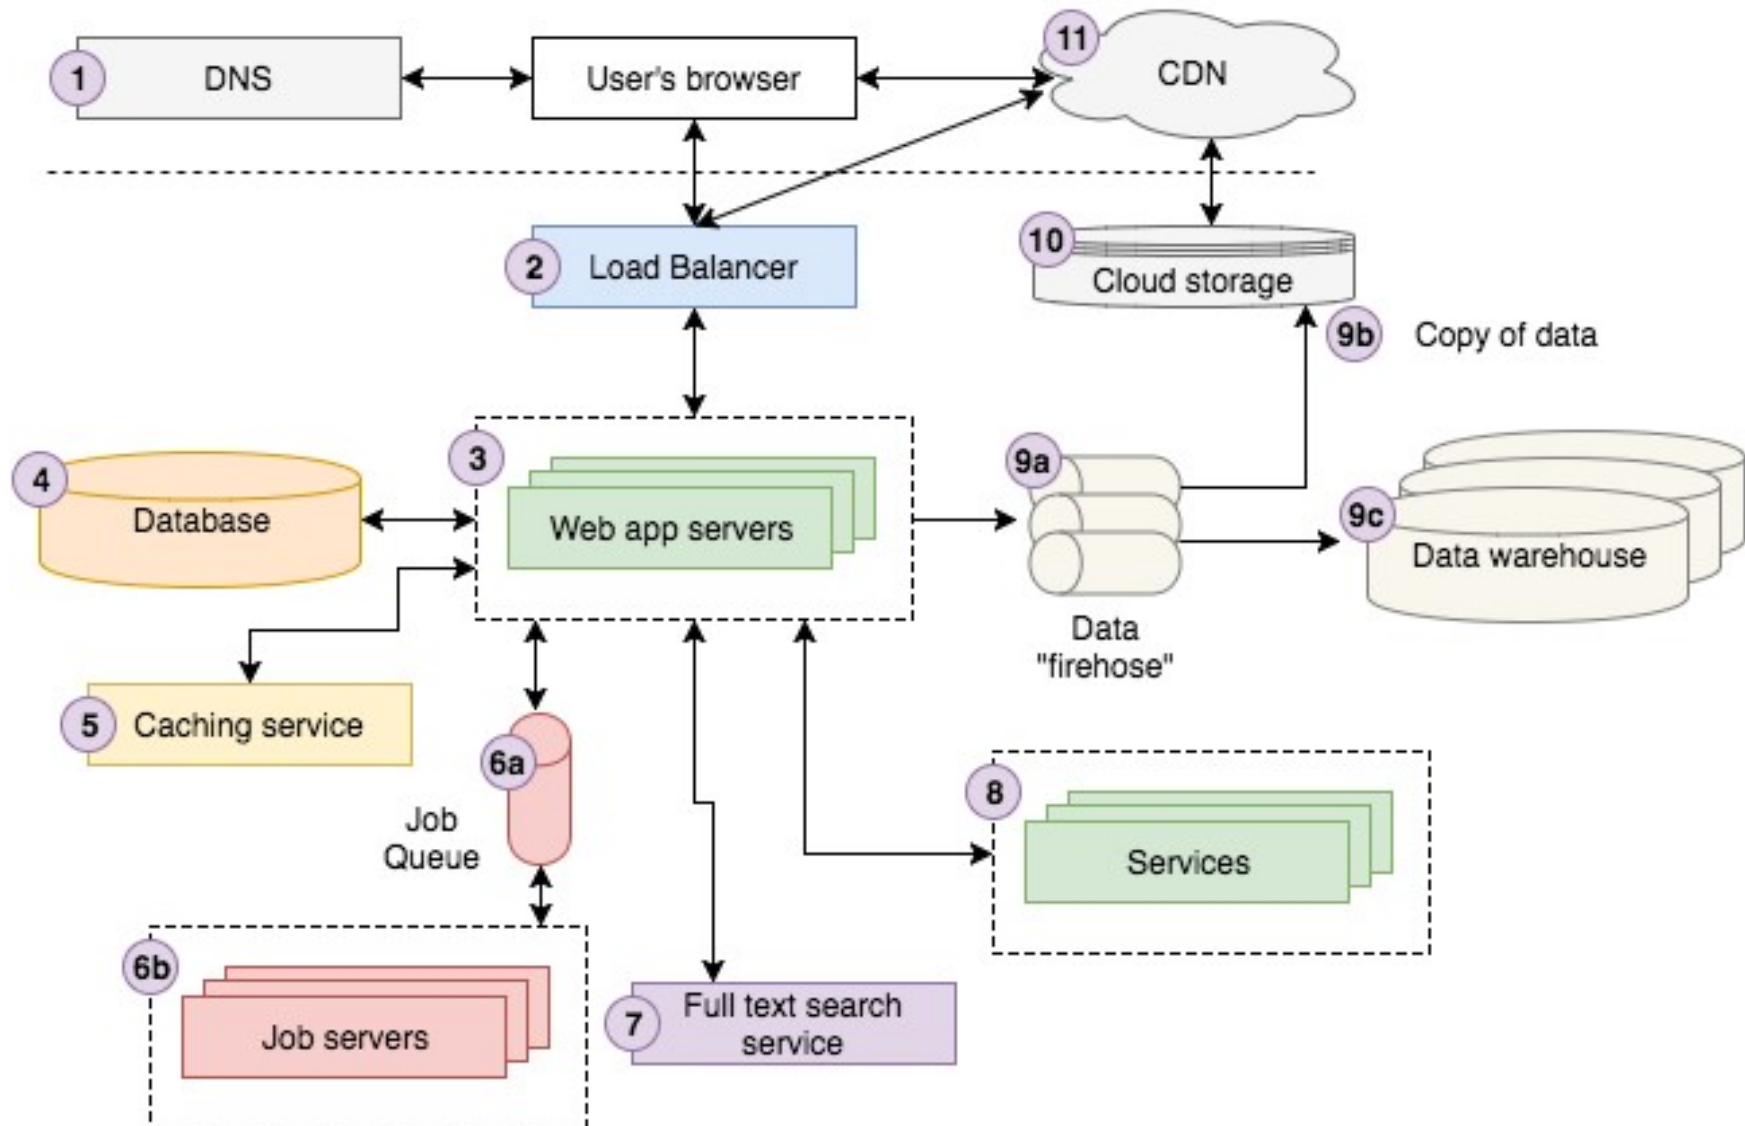 1
DNS
User's browser
11
CDN
2
Load Balancer
10
Cloud storage
9b
Copy of data
3
Web app servers
4
Database
9a
Data
"firehose"
9c
Data warehouse
5
Caching service
6a
Job
Queue
8
Services
6b
Job servers
7
Full text search
service